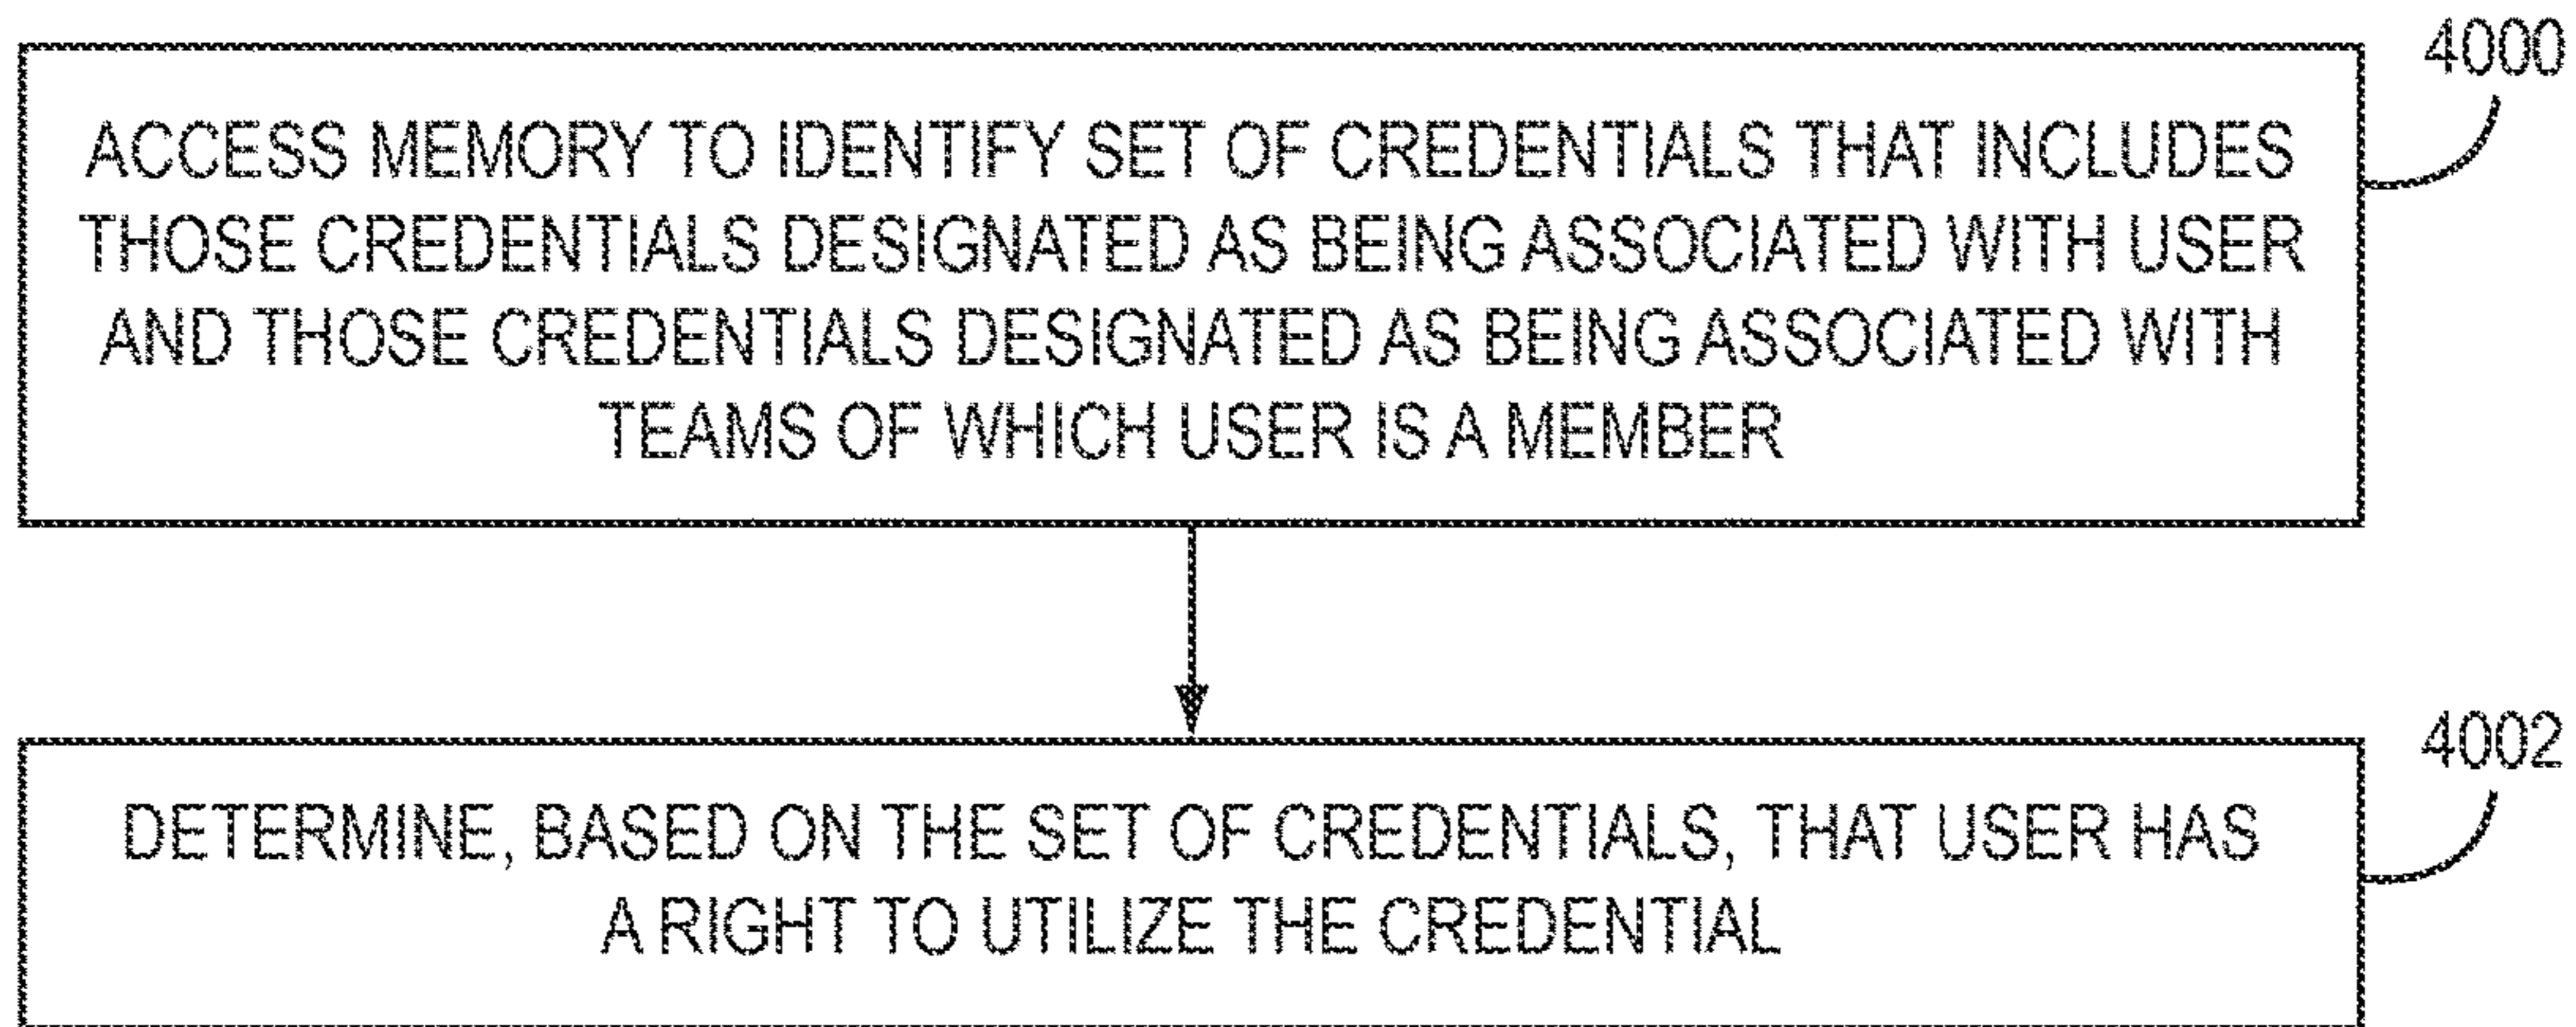 4000
ACCESS MEMORY TO IDENTIFY SET OF CREDENTIALS THAT INCLUDES
THOSE CREDENTIALS DESIGNATED AS BEING ASSOCIATED WITH USER
AND THOSE CREDENTIALS DESIGNATED AS BEING ASSOCIATED WITH
TEAMS OF WHICH USER IS A MEMBER
4002
DETERMINE, BASED ON THE SET OF CREDENTIALS, THAT USER HAS
A RIGHT TO UTILIZE THE CREDENTIAL